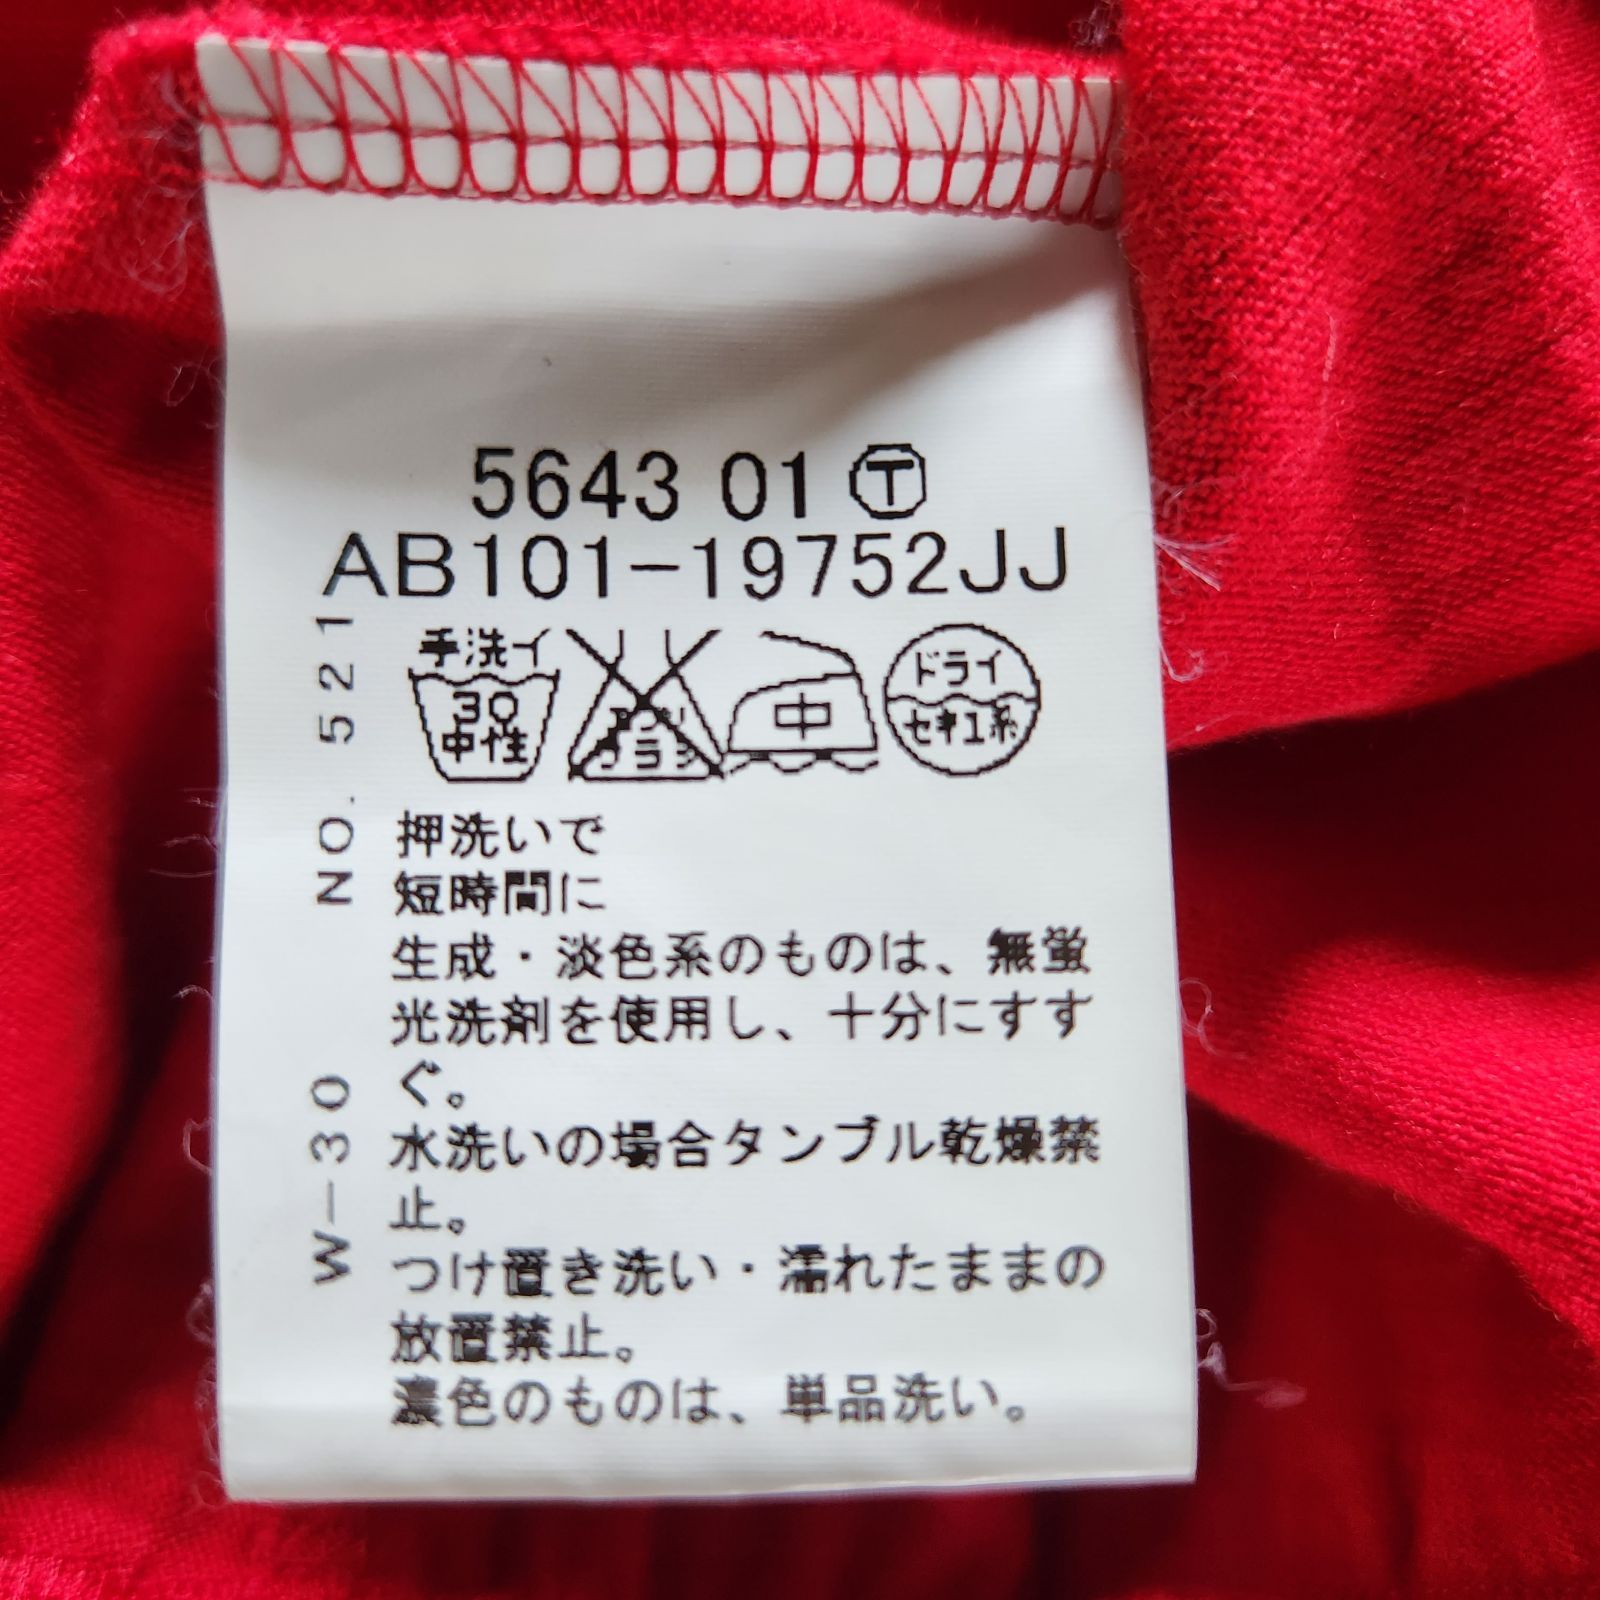 5643 01 Ⓣ
AB101-19752JJ
手洗イ
30
中性
中
ドライ
セキユ系
押洗いで
短時間に
生成・淡色系のものは、無蛍
光洗剤を使用し、十分にすす
ぐ。
水洗いの場合タンブル乾燥禁
止。
つけ置き洗い・濡れたままの
放置禁止。
濃色のものは、単品洗い。
NO. 521
W-30